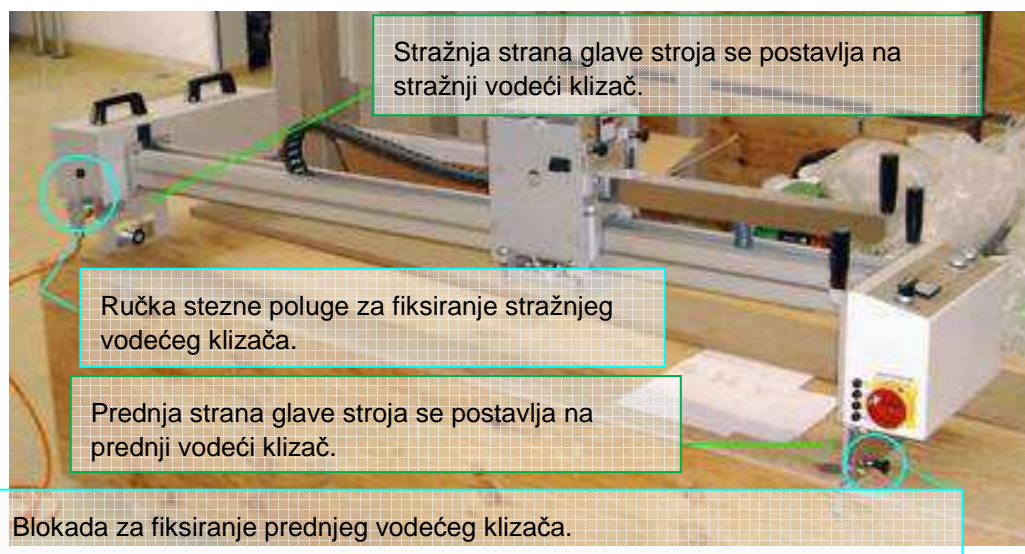 Stražnja strana glave stroja se postavlja na
stražnji vodeći klizač.
Ručka stezne poluge za fiksiranje stražnjeg
vodećeg klizača.
Prednja strana glave stroja se postavlja na
prednji vodeći klizač.
Blokada za fiksiranje prednjeg vodećeg klizača.